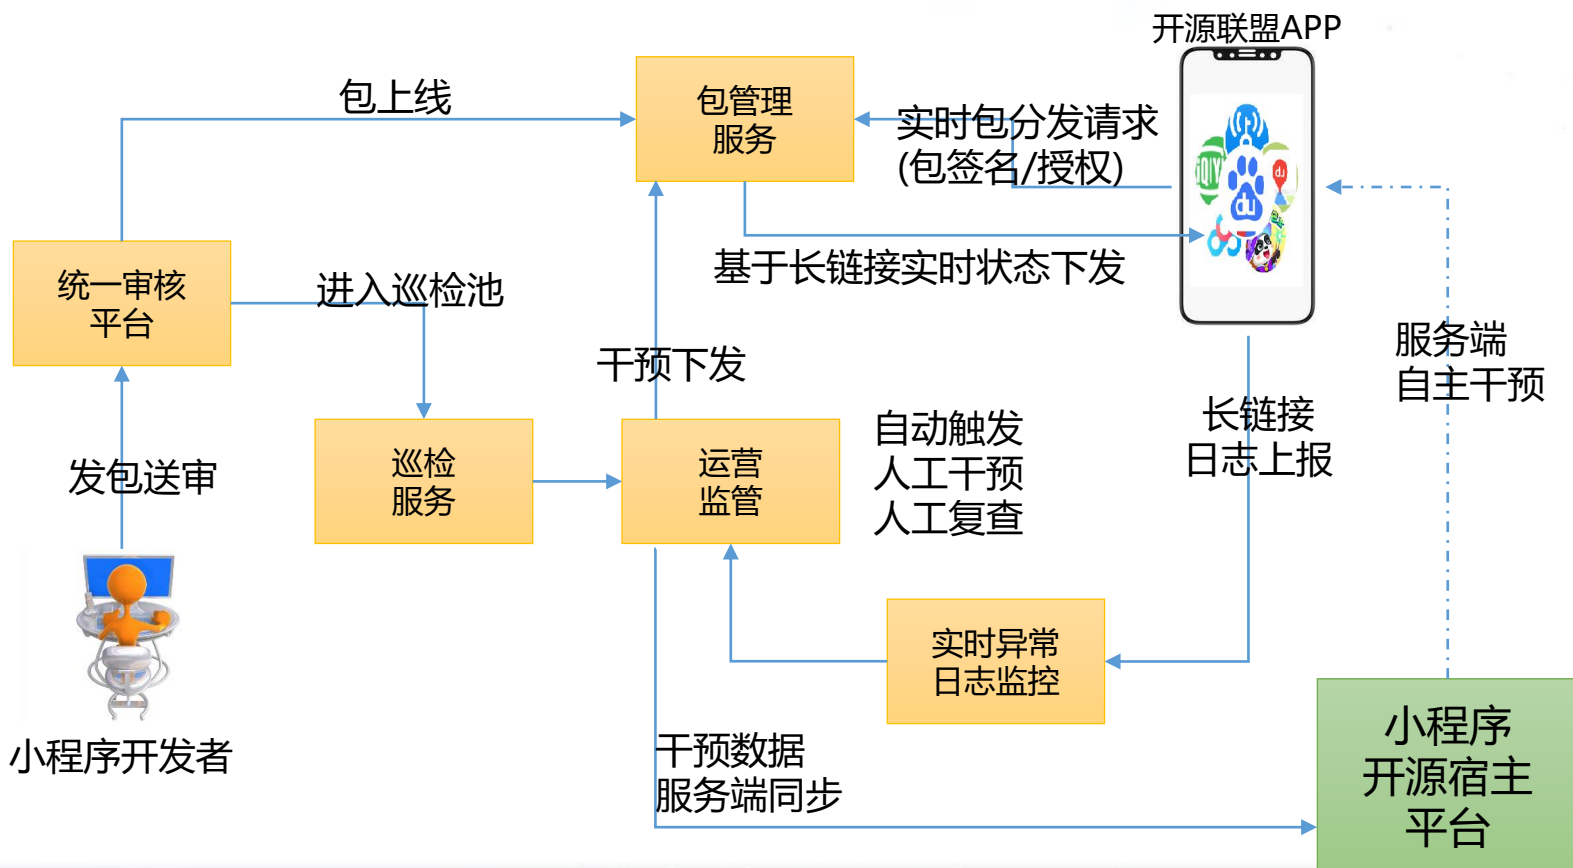 开源联盟APP
包上线
包管理
服务
实时包分发请求
(包签名/授权)
iQIY
du
du
基于长链接实时状态下发
统一审核
平台
进入巡检池
干预下发
服务端
自主干预
发包送审
巡检
服务
运营
监管
自动触发
人工干预
人工复查
长链接
日志上报
实时异常
日志监控
小程序开发者
干预数据
服务端同步
小程序
开源宿主
平台